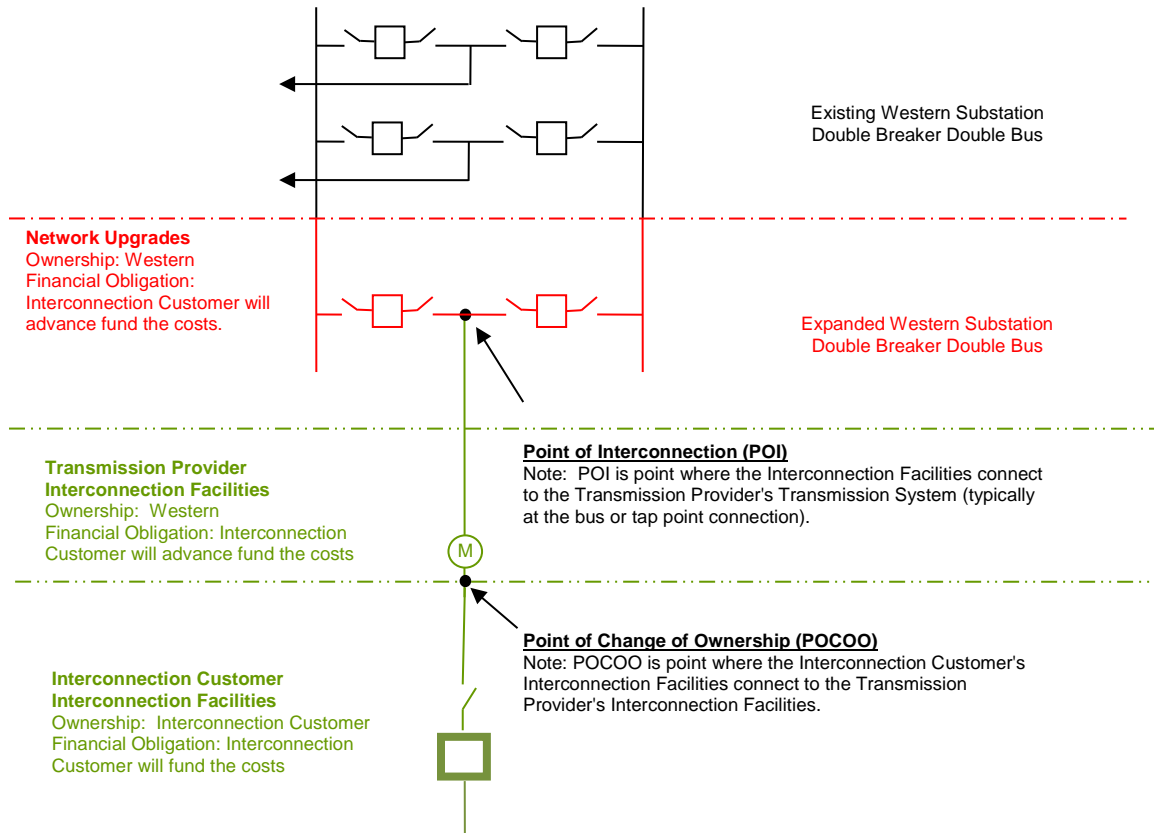 Existing Western Substation
Double Breaker Double Bus
Network Upgrades
Ownership: Western
Financial Obligation:
Interconnection Customer will
advance fund the costs.
Expanded Western Substation
Double Breaker Double Bus
Transmission Provider
Interconnection Facilities
Ownership:  Western
Financial Obligation: Interconnection
Customer will advance fund the costs
Point of Interconnection (POI)
Note:  POI is point where the Interconnection Facilities connect
to the Transmission Provider's Transmission System (typically
at the bus or tap point connection).
M
Point of Change of Ownership (POCOO)
Note: POCOO is point where the Interconnection Customer's
Interconnection Facilities connect to the Transmission
Provider's Interconnection Facilities.
Interconnection Customer
Interconnection Facilities
Ownership:  Interconnection Customer
Financial Obligation: Interconnection
Customer will fund the costs